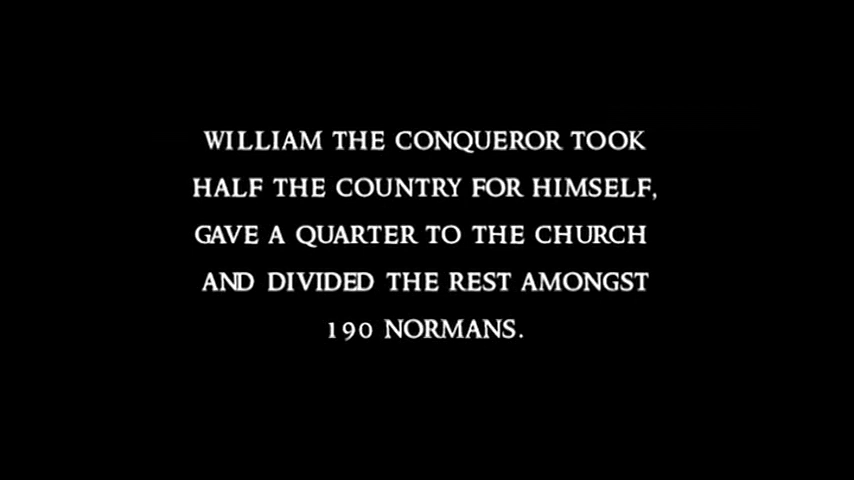 WILLIAM THE CONQUEROR TOOK
HALF THE COUNTRY FOR HIMSELF,
GAVE A QUARTER TO THE CHURCH
AND DIVIDED THE REST AMONGST
190 NORMANS.